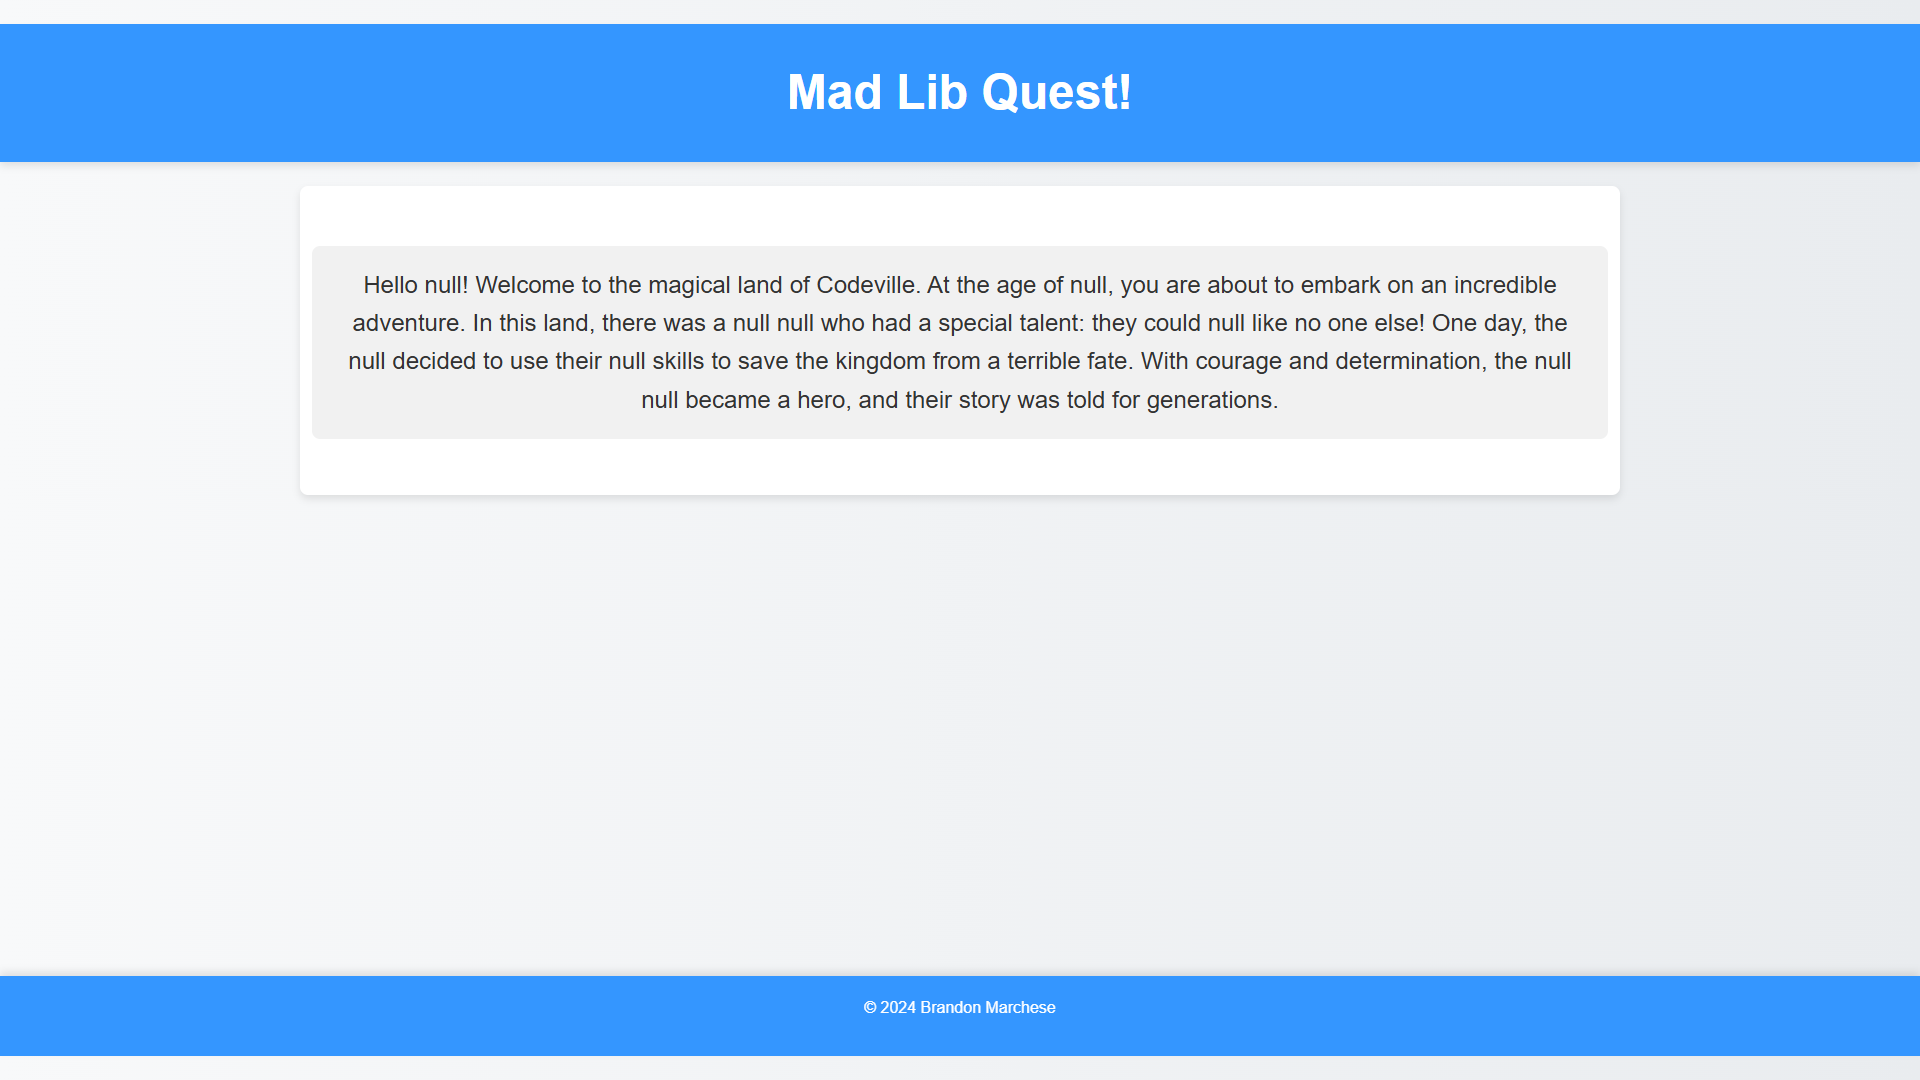 Mad Lib Quest!
Hello null! Welcome to the magical land of Codeville. At the age of null, you are about to embark on an incredible
adventure. In this land, there was a null null who had a special talent: they could null like no one else! One day, the
null decided to use their null skills to save the kingdom from a terrible fate. With courage and determination, the null
null became a hero, and their story was told for generations.
© 2024 Brandon Marchese